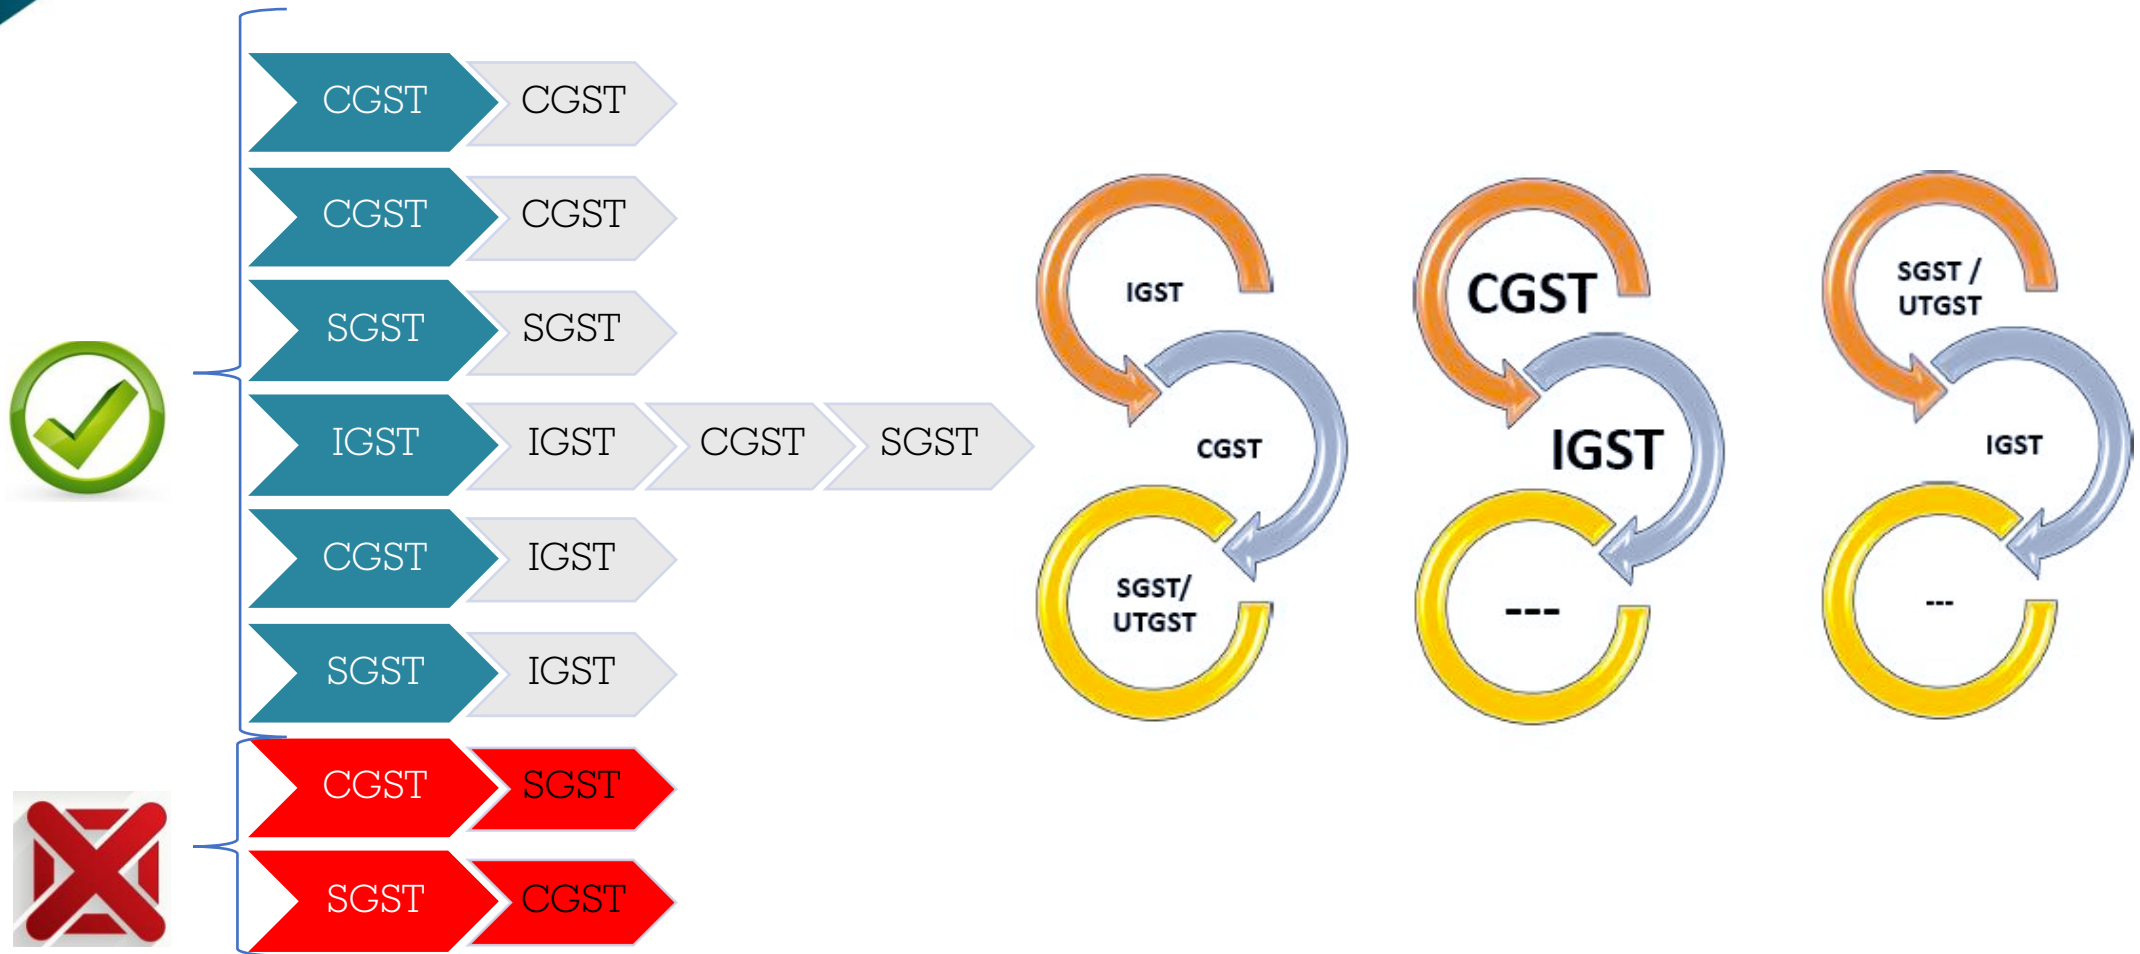 CGST CGST
CGST CGST
SGST SGST
IGST IGST CGST SGST
CGST IGST
SGST IGST
CGST SGST
SGST CGST
IGST
CGST
SGST/
UTGST
CGST
IGST
---
SGST /
UTGST
IGST
---